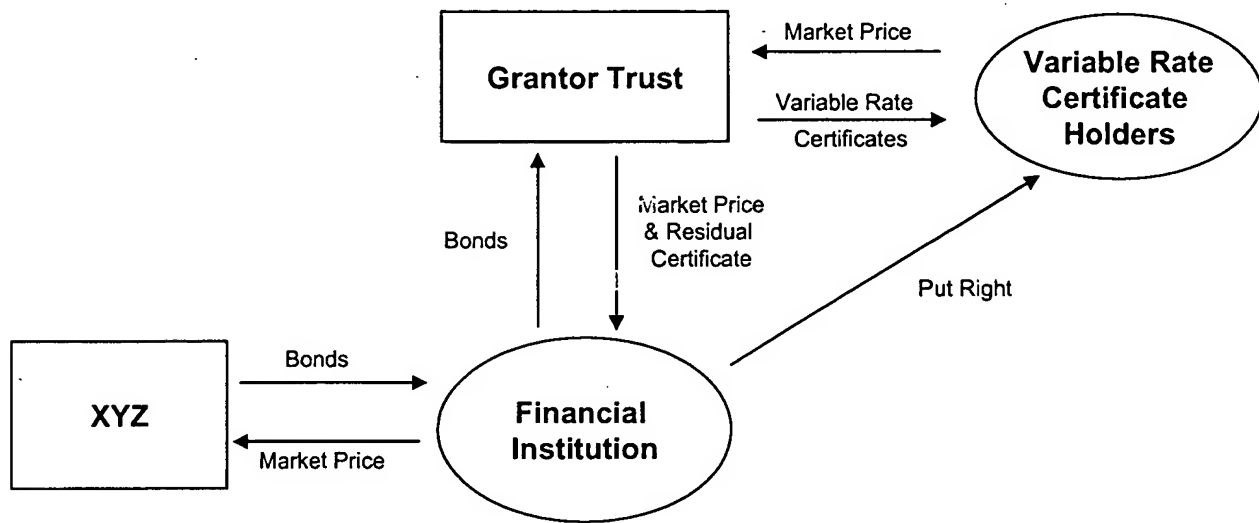 Market Price
Grantor Trust
Variable Rate
Certificate
Holders
Variable Rate
Certificates
Bonds
Market Price
& Residual
Certificate
Put Right
XYZ
Bonds
Market Price
Financial
Institution